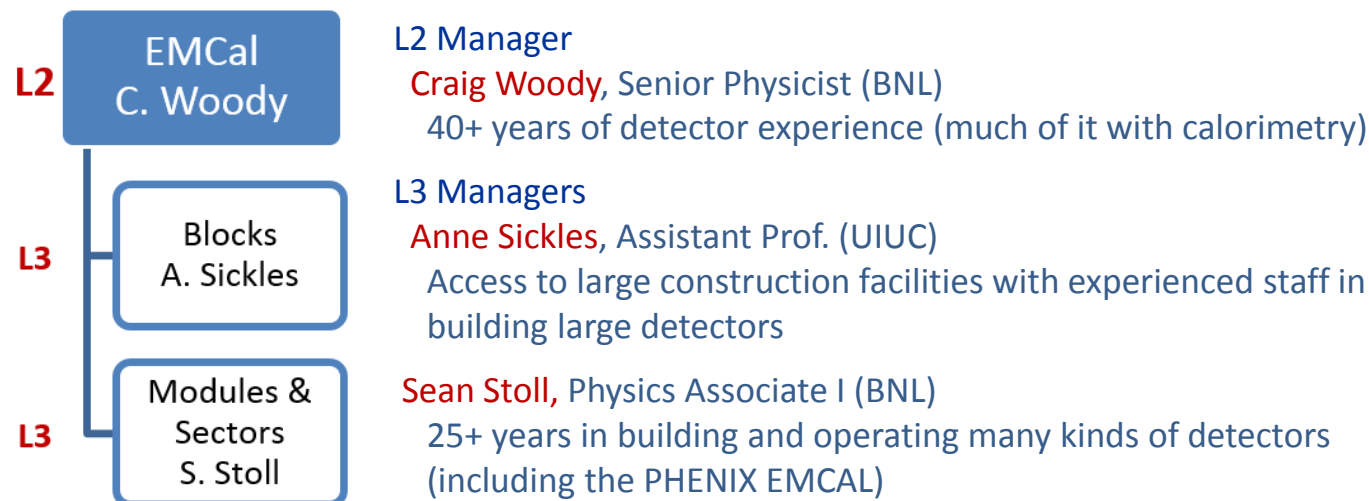 L2
EMCal
C. Woody
L2 Manager
Craig Woody, Senior Physicist (BNL)
40+ years of detector experience (much of it with calorimetry)
L3
Blocks
A. Sickles
L3 Managers
Anne Sickles, Assistant Prof. (UIUC)
Access to large construction facilities with experienced staff in
building large detectors
L3
Modules &
Sectors
S. Stoll
Sean Stoll, Physics Associate I (BNL)
25+ years in building and operating many kinds of detectors
(including the PHENIX EMCAL)